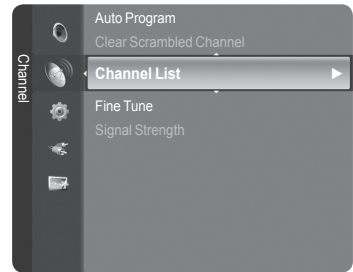 Channel
Auto Program
Clear Scrambled Channel
Channel List
Fine Tune
Signal Strength